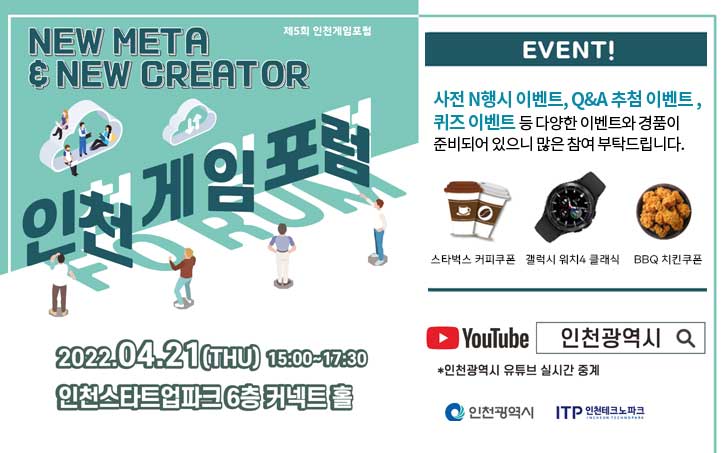 제5회 인천게임포럼
NEW META
& NEW CREATOR
인천게임포럼
FORUM
2022.04.21(THU) 15:00~17:30
인천스타트업파크 6층 커넥트 홀
EVENT!
사전 N행시 이벤트, Q&A 추첨 이벤트 ,
퀴즈 이벤트 등 다양한 이벤트와 경품이
준비되어 있으니 많은 참여 부탁드립니다.
스타벅스 커피쿠폰 갤럭시 워치4 클래식 BBQ 치킨쿠폰
YouTube 인천광역시
*인천광역시 유튜브 실시간 중계
인천광역시 ITP 인천테크노파크
INCHEON TECHNOPARK